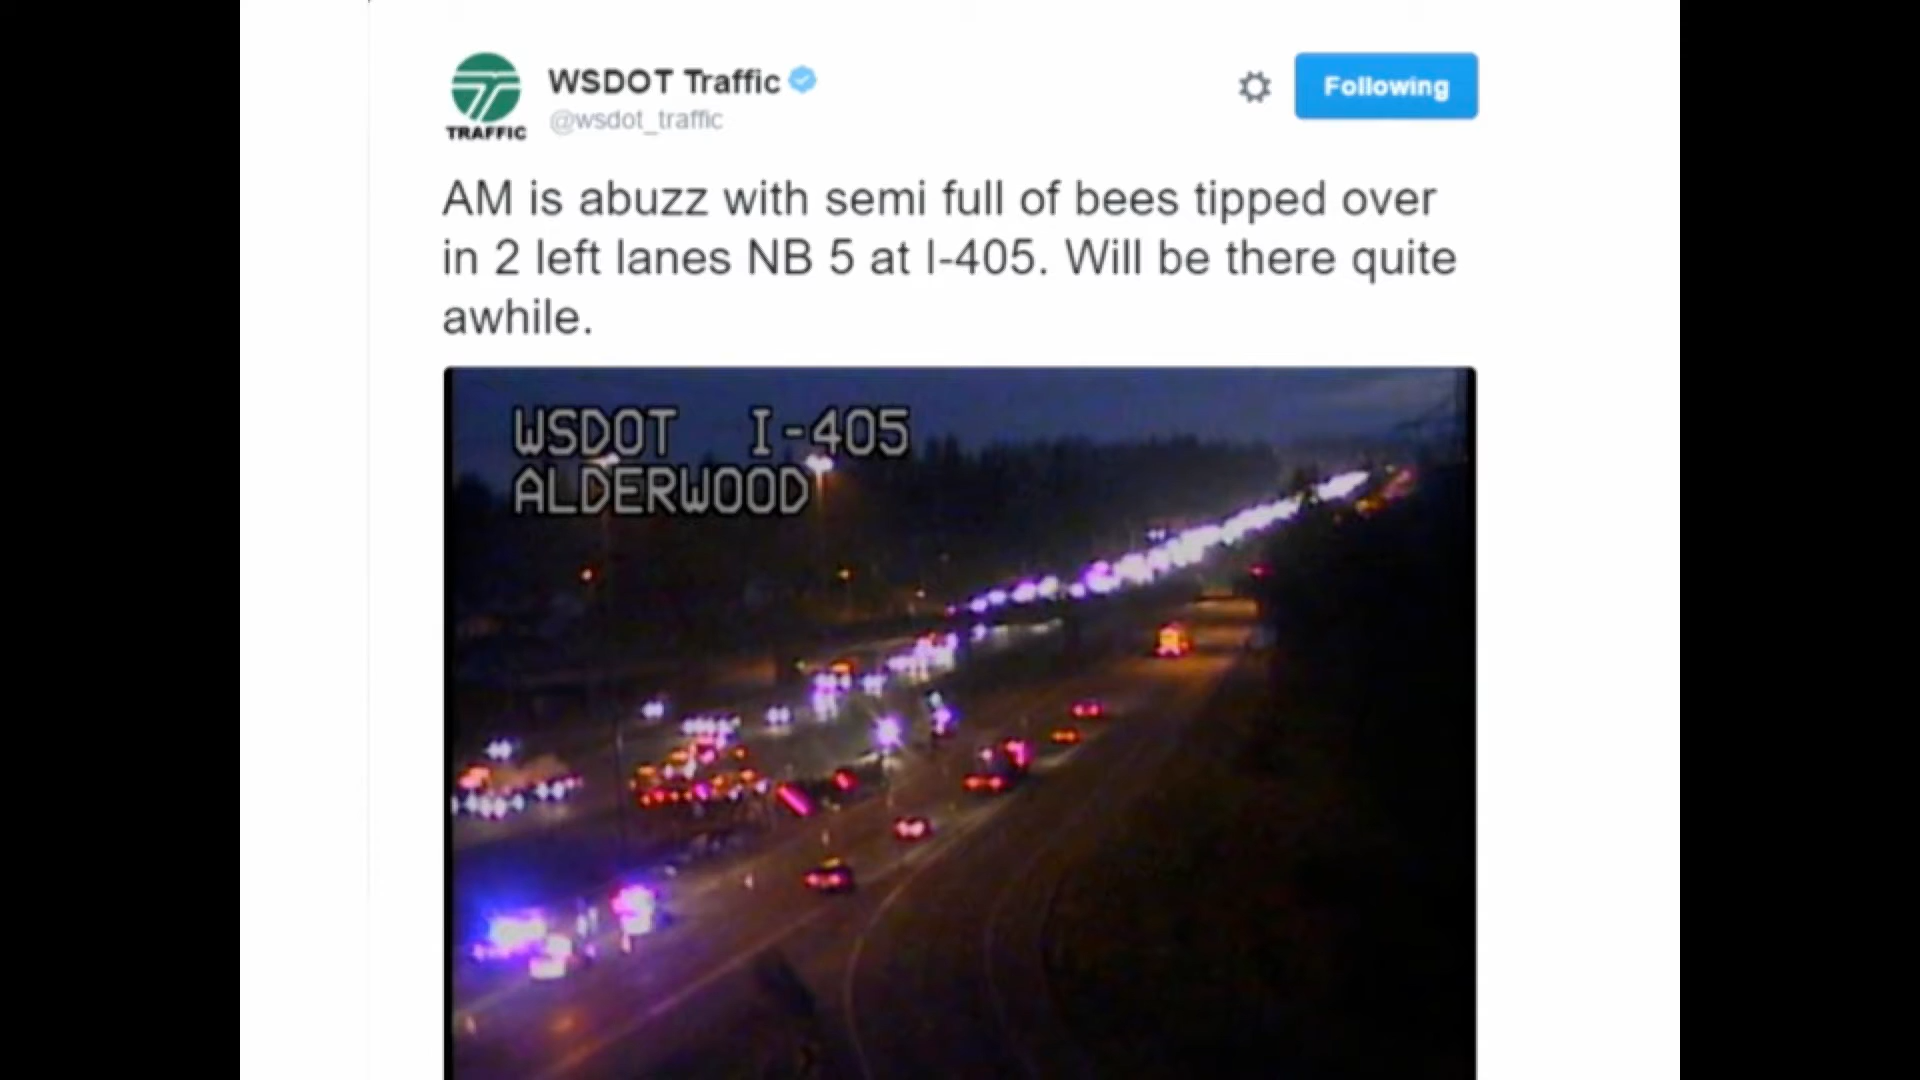 WSDOT Traffic
@wsdot_traffic
TRAFFIC
Following
AM is abuzz with semi full of bees tipped over
in 2 left lanes NB 5 at I-405. Will be there quite
awhile.
WSDOT I-405
ALDERWOOD